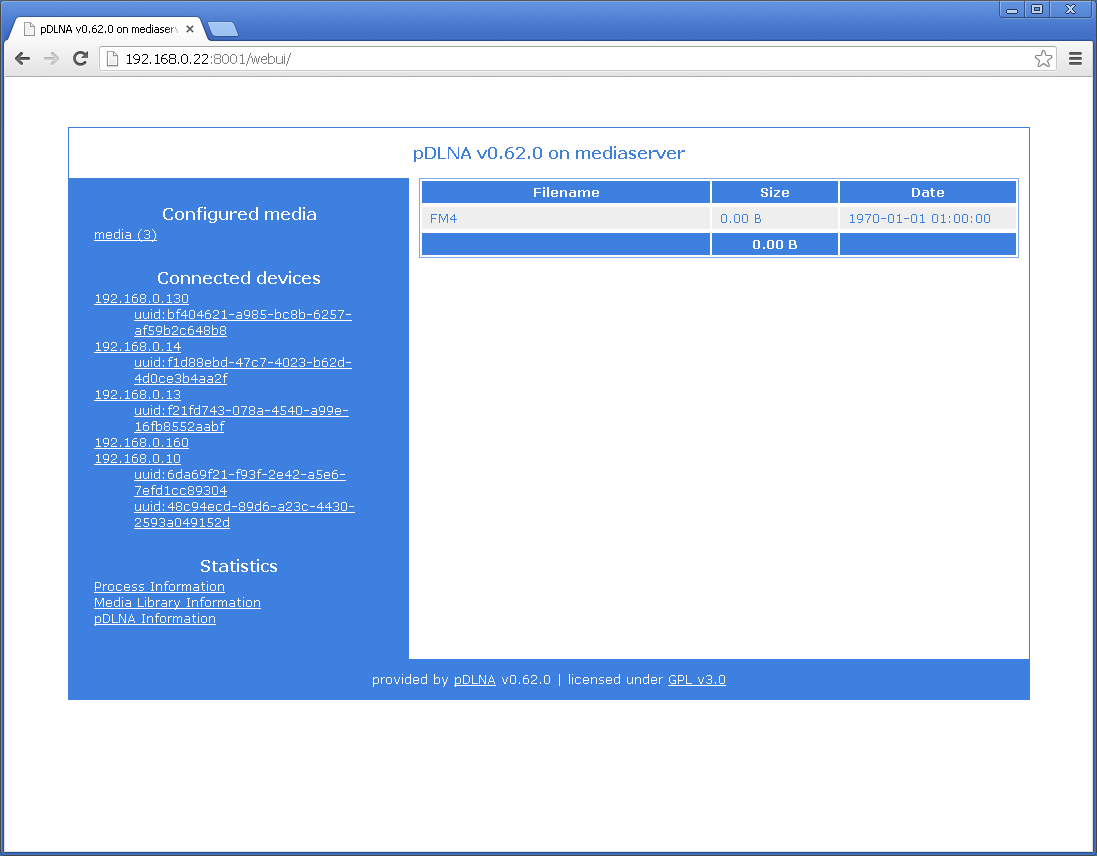 pDLNA v0.62.0 on mediaserv
192.168.0.22:8001/webui/
pDLNA v0.62.0 on mediaserver
Configured media
media (3)
Connected devices
192.168.0.130
uuid:bf404621-a985-bc8b-6257-
af59b2c648b8
192.168.0.14
uuid:f1d88ebd-47c7-4023-b62d-
4d0ce3b4aa2f
192.168.0.13
uuid:f21fd743-078a-4540-a99e-
16fb8552aabf
192.168.0.160
192.168.0.10
uuid:6da69f21-f93f-2e42-a5e6-
7efd1cc89304
uuid:48c94ecd-89d6-a23c-4430-
2593a049152d
Statistics
Process Information
Media Library Information
pDLNA Information
Filename Size Date
FM4 0.00 B 1970-01-01 01:00:00
0.00 B
provided by pDLNA v0.62.0 | licensed under GPL v3.0